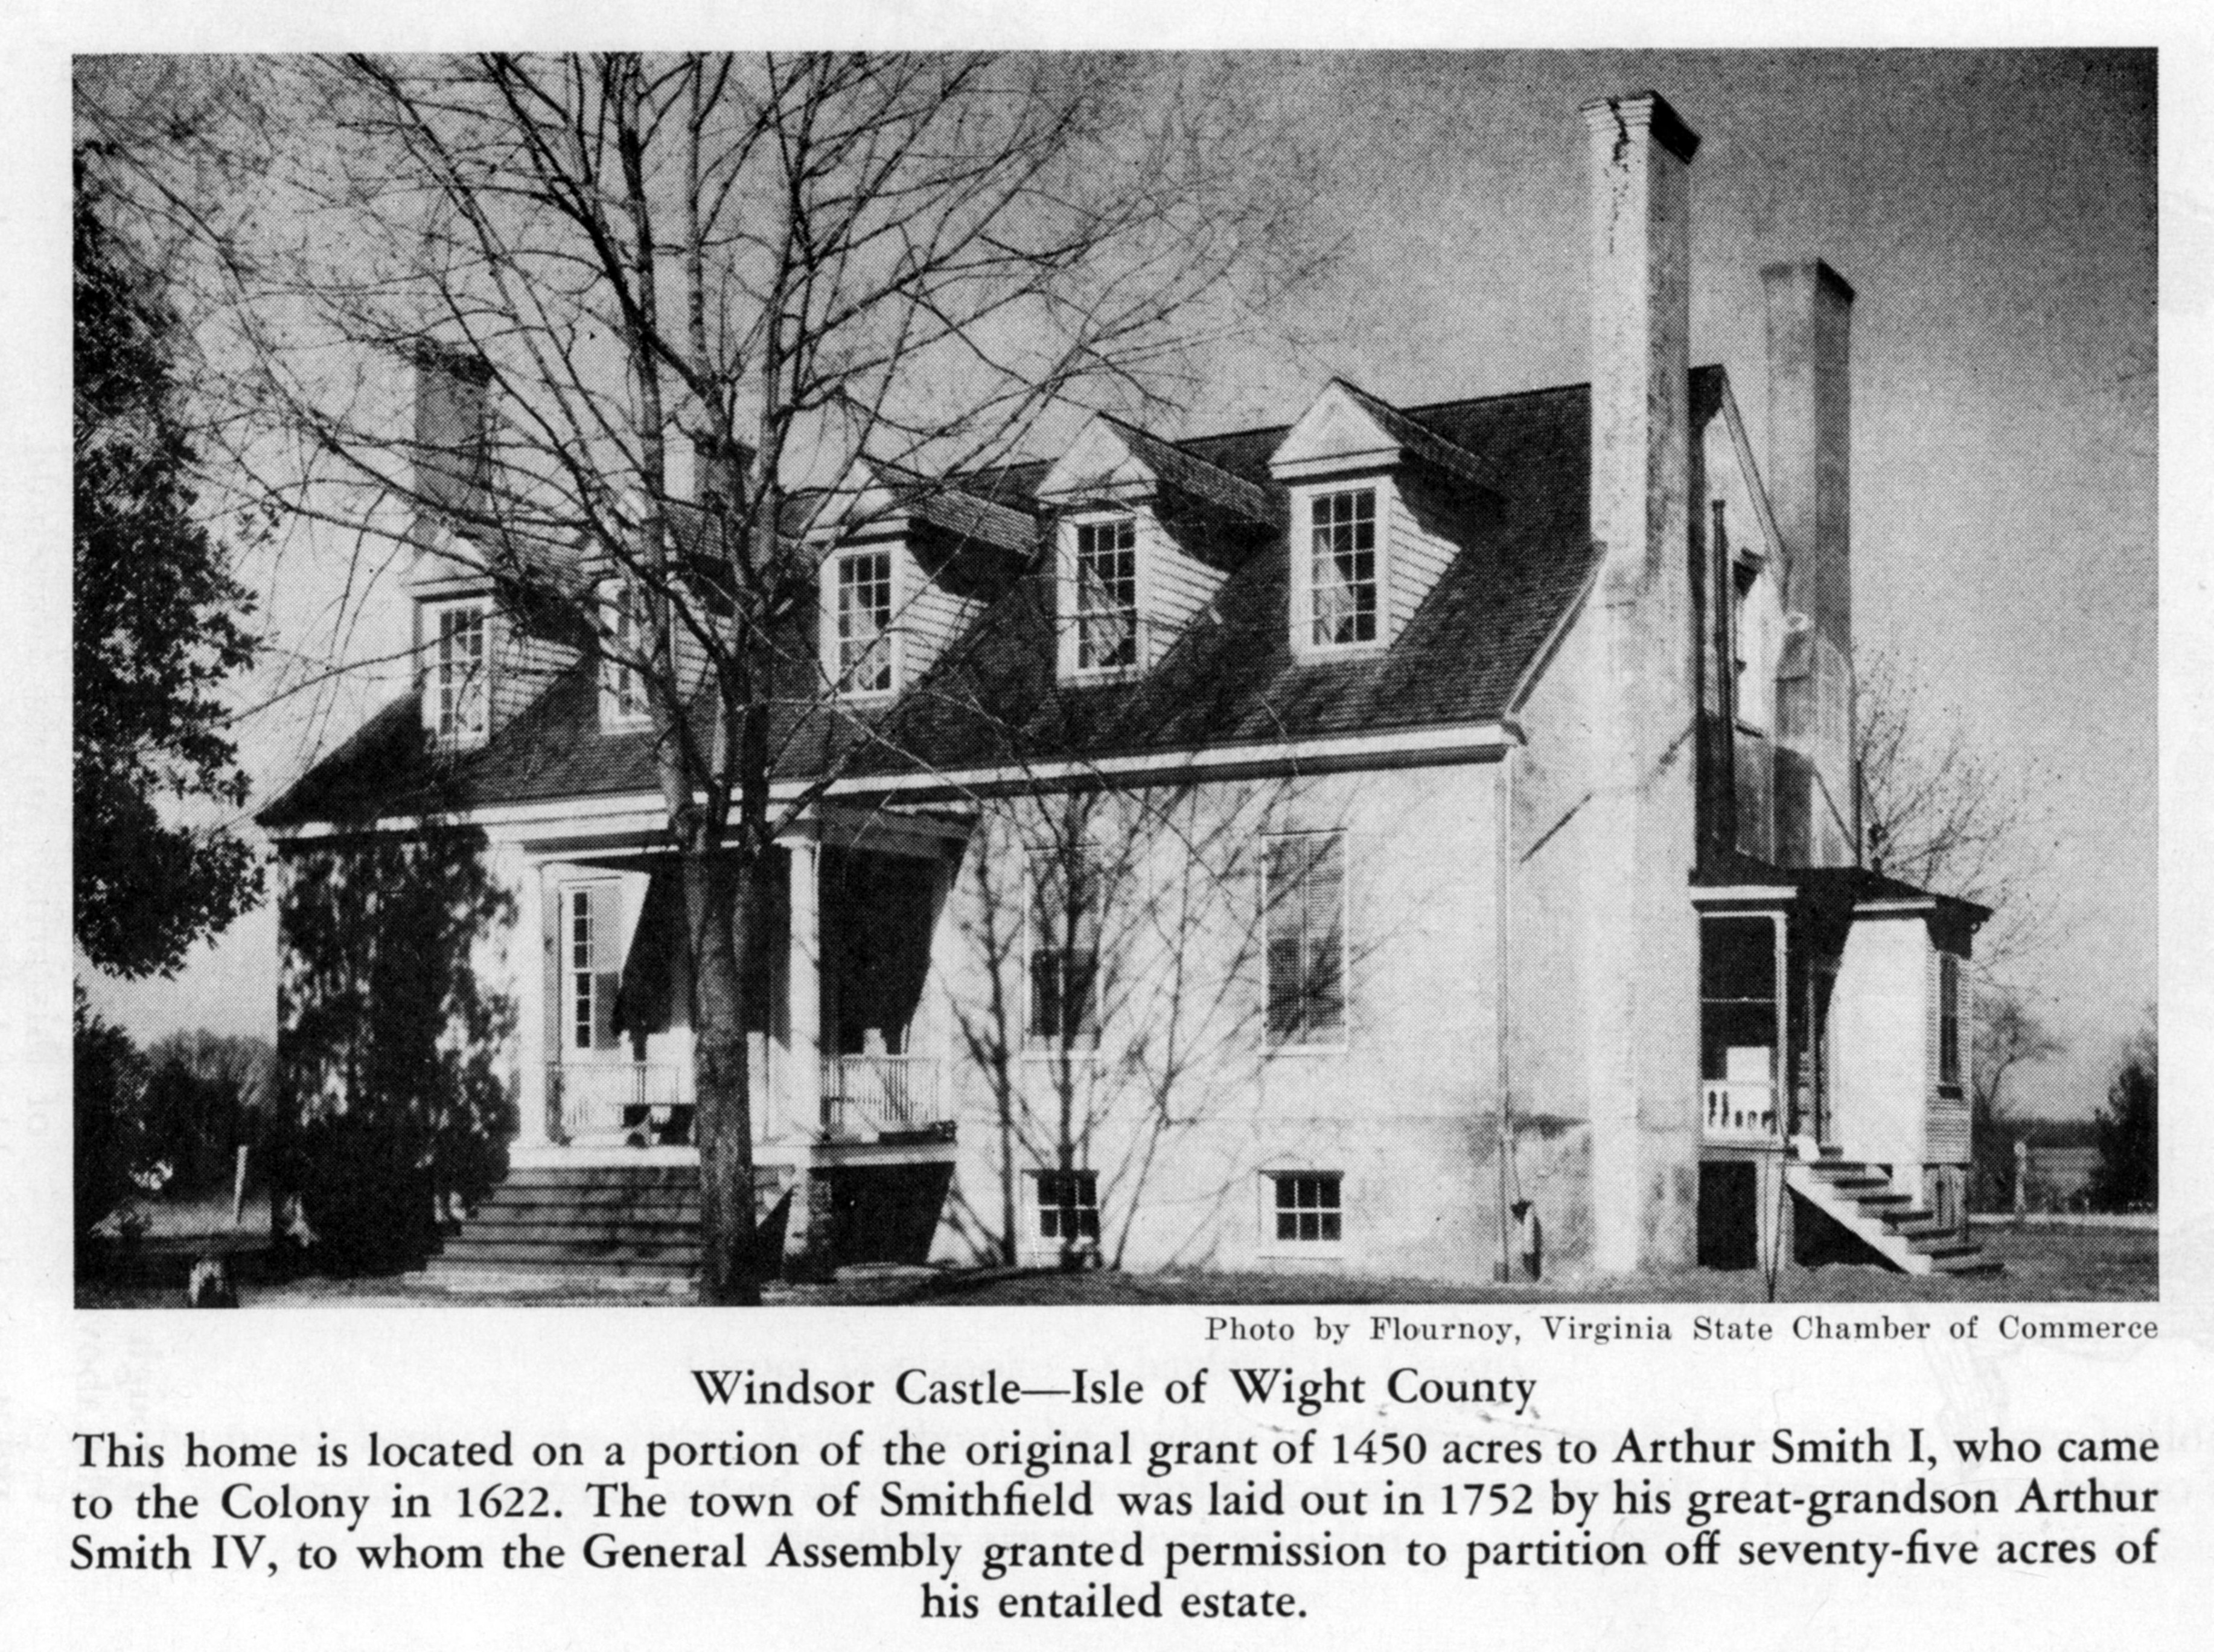 Photo by Flournoy, Virginia State Chamber of Commerce
Windsor Castle—Isle of Wight County
This home is located on a portion of the original grant of 1450 acres to Arthur Smith I, who came
to the Colony in 1622. The town of Smithfield was laid out in 1752 by his great-grandson Arthur
Smith IV, to whom the General Assembly granted permission to partition off seventy-five acres of
his entailed estate.